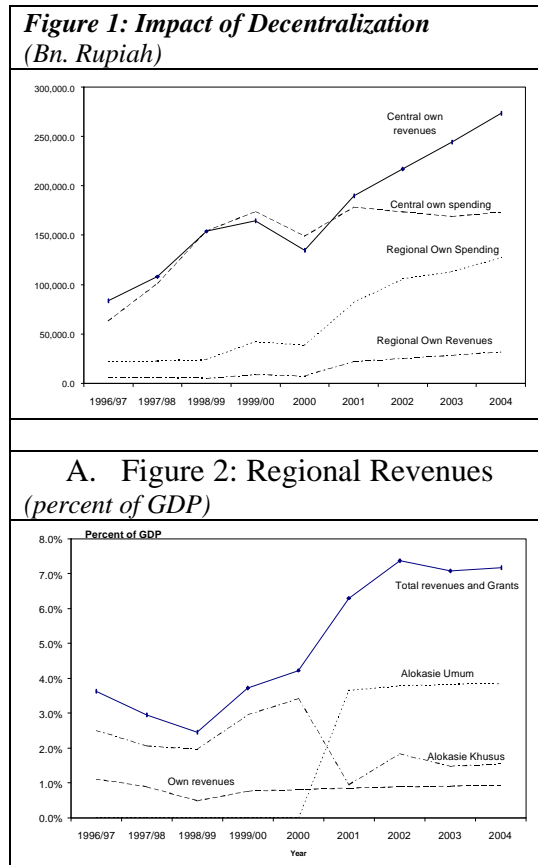 Figure 1: Impact of Decentralization
(Bn. Rupiah)
300,000.0
250,000.0
200,000.0
150,000.0
100,000.0
50,000.0
0.0
Central own
revenues
Central own spending
Regional Own Spending
Regional Own Revenues
1996/97 1997/98 1998/99 1999/00 2000 2001 2002 2003 2004
A. Figure 2: Regional Revenues
(percent of GDP)
Percent of GDP
8.0%
7.0%
6.0%
5.0%
4.0%
3.0%
2.0%
1.0%
0.0%
Total revenues and Grants
Alokasie Umum
Alokasie Khusus
Own revenues
1996/97 1997/98 1998/99 1999/00 2000 2001 2002 2003 2004
Year